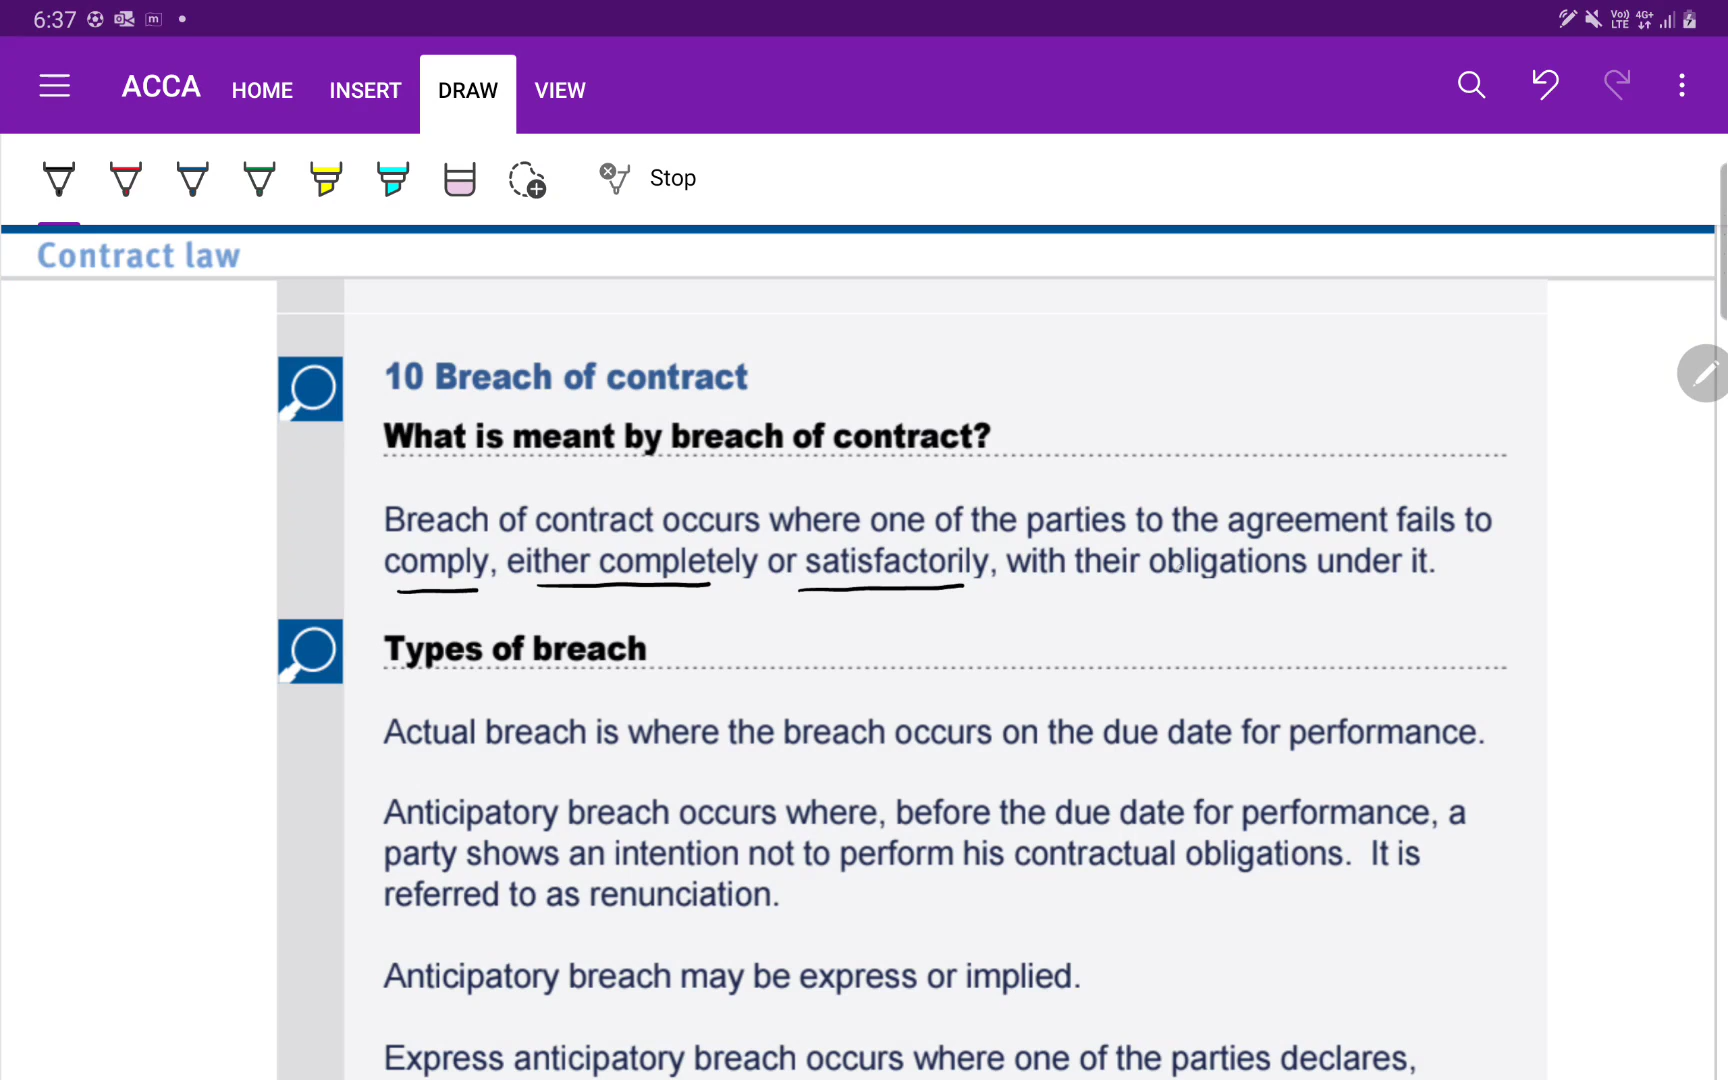 6:37
Vo)) LTE 4G+
ACCA HOME INSERT DRAW VIEW
Stop
Contract law
10 Breach of contract
What is meant by breach of contract?
Breach of contract occurs where one of the parties to the agreement fails to
comply, either completely or satisfactorily, with their obligations under it.
Types of breach
Actual breach is where the breach occurs on the due date for performance.
Anticipatory breach occurs where, before the due date for performance, a
party shows an intention not to perform his contractual obligations. It is
referred to as renunciation.
Anticipatory breach may be express or implied.
Express anticipatory breach occurs where one of the parties declares,